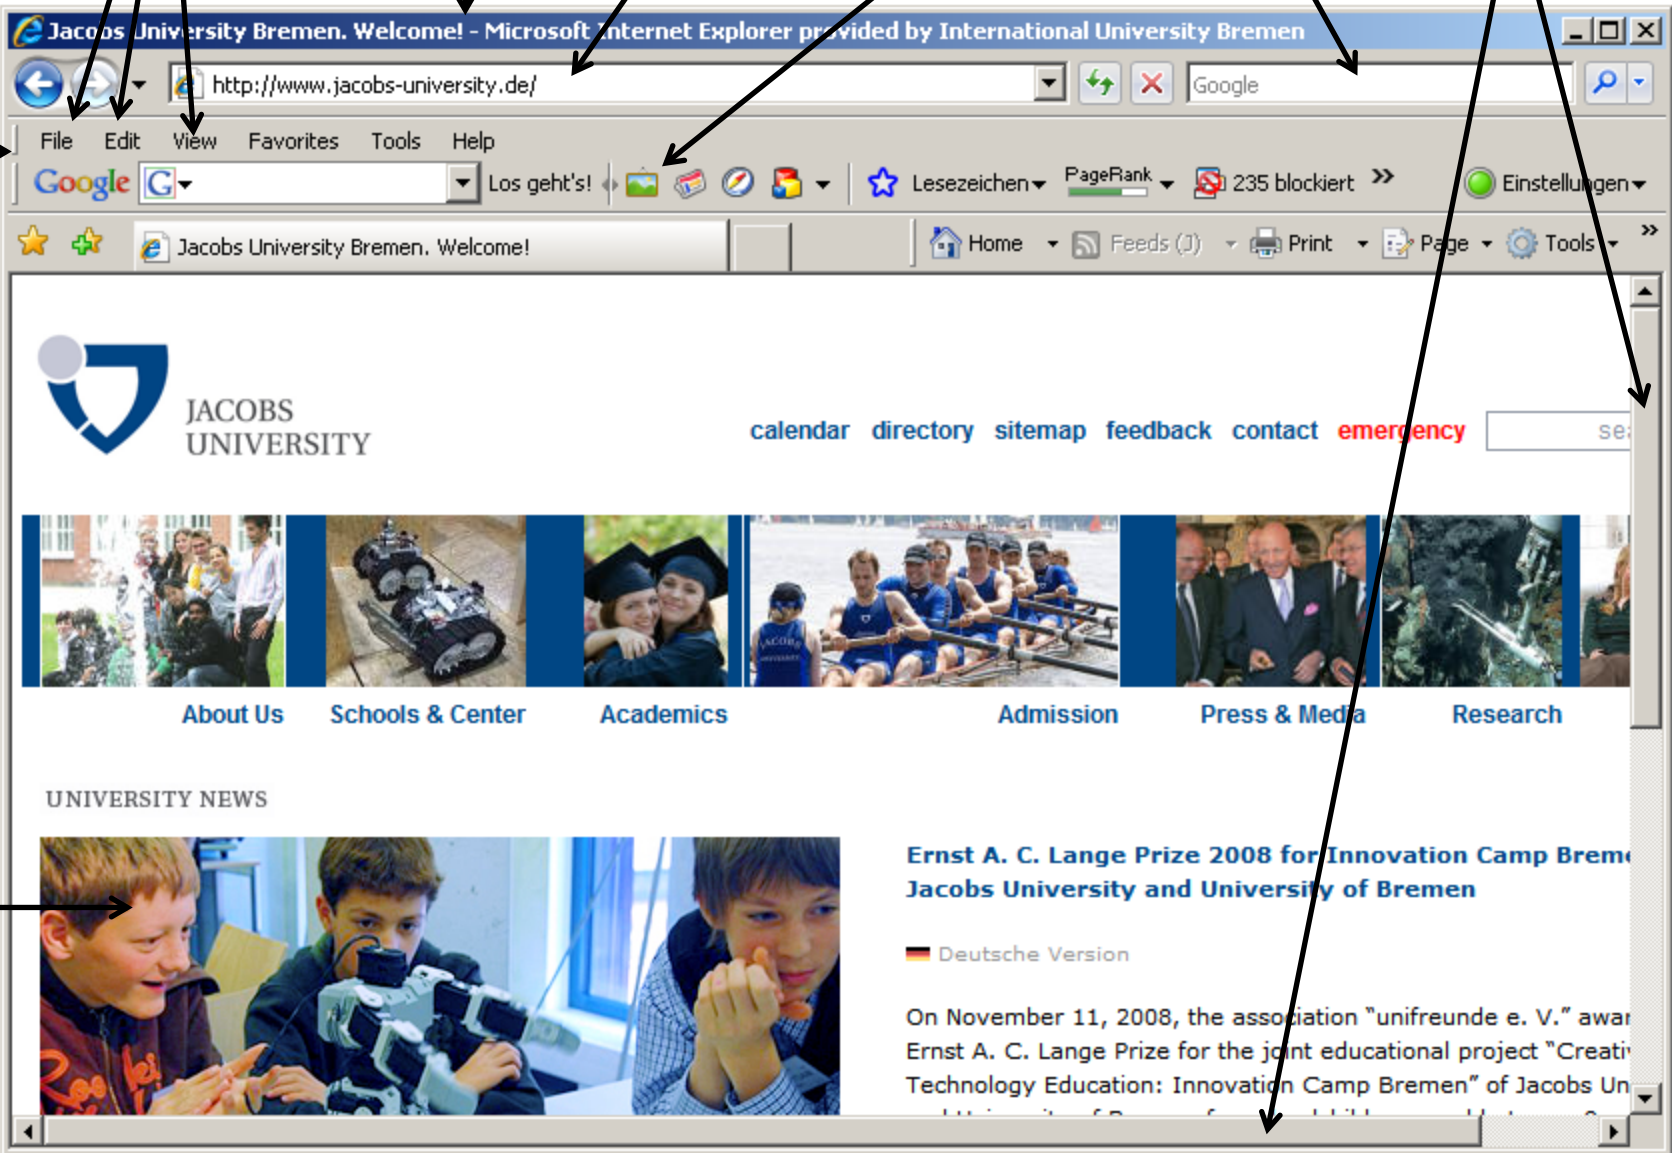 Jacobs University Bremen. Welcome! - Microsoft Internet Explorer provided by International University Bremen
http://www.jacobs-university.de/ Google
File Edit View Favorites Tools Help
Google G Los geht's! Lesezeichen PageRank 235 blockiert » Einstellungen
Jacobs University Bremen. Welcome! Home Feeds (J) Print Page Tools »
JACOBS
UNIVERSITY
calendar directory sitemap feedback contact emergency sea
About Us Schools & Center Academics Admission Press & Media Research
UNIVERSITY NEWS
Ernst A. C. Lange Prize 2008 for Innovation Camp Breme
Jacobs University and University of Bremen
Deutsche Version
On November 11, 2008, the association “unifreunde e. V.” awar
Ernst A. C. Lange Prize for the joint educational project “Creativ
Technology Education: Innovation Camp Bremen” of Jacobs Un